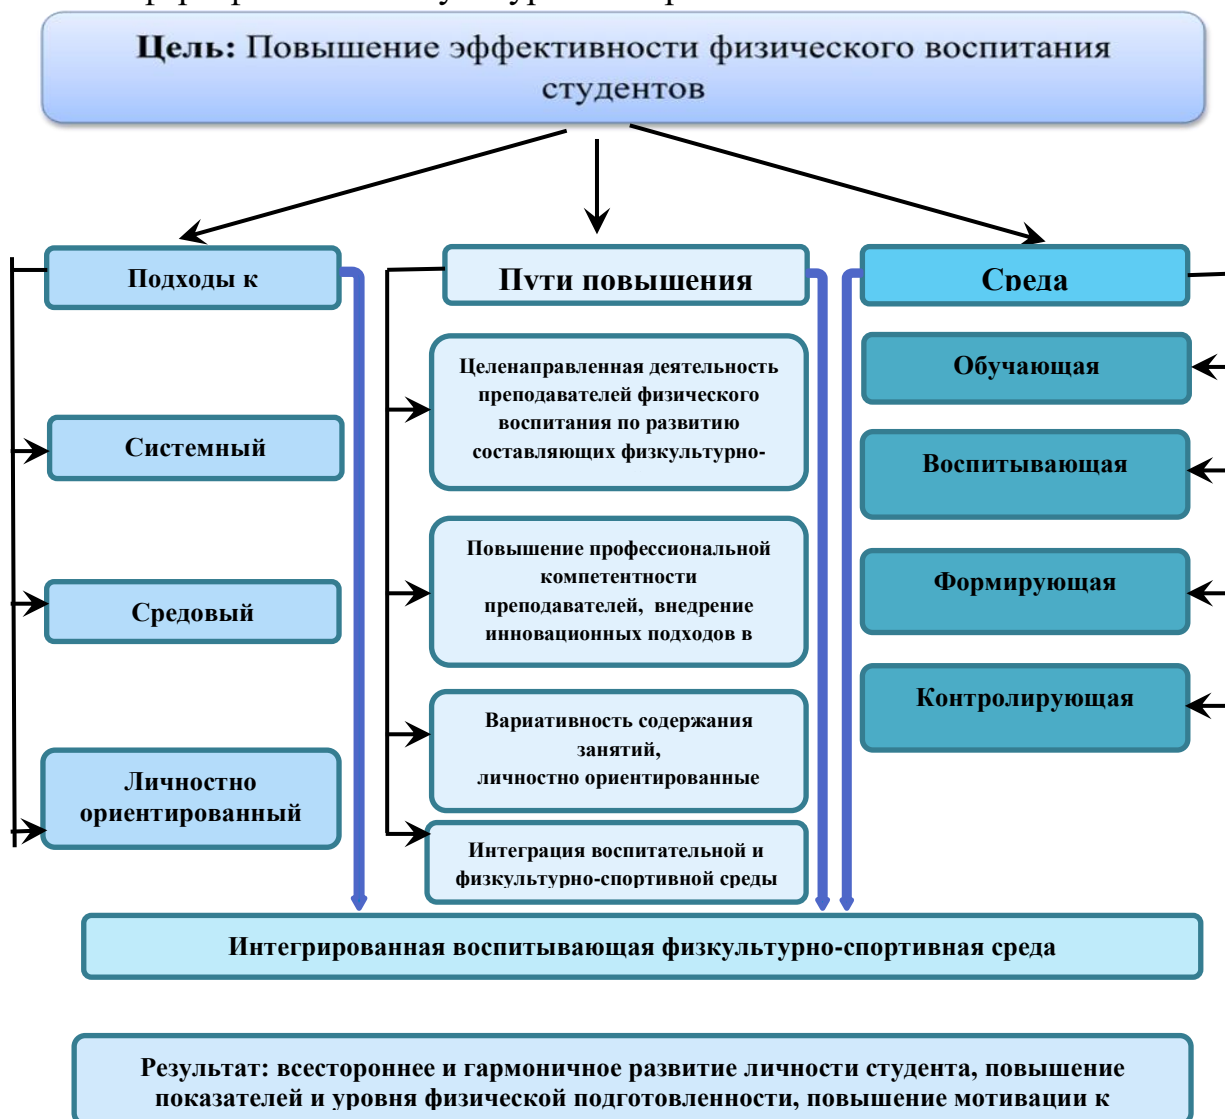 Цель: Повышение эффективности физического воспитания
студентов
Подходы к
Системный
Средовый
Личностно
ориентированный
Пути повышения
Целенаправленная деятельность
преподавателей физического
воспитания по развитию
составляющих физкультурно-
Повышение профессиональной
компетентности
преподавателей, внедрение
инновационных подходов в
Вариативность содержания
занятий,
личностно ориентированные
Интеграция воспитательной и
физкультурно-спортивной среды
Среда
Обучающая
Воспитывающая
Формирующая
Контролирующая
Интегрированная воспитывающая физкультурно-спортивная среда
Результат: всестороннее и гармоничное развитие личности студента, повышение
показателей и уровня физической подготовленности, повышение мотивации к